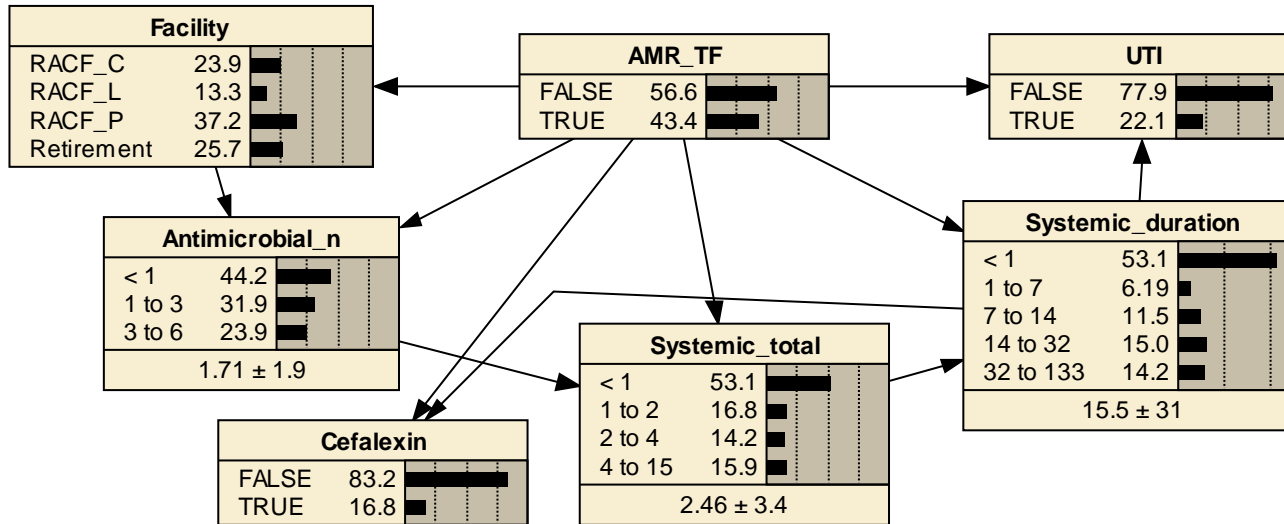 Facility
RACF_C 23.9
RACF_L 13.3
RACF_P 37.2
Retirement 25.7
AMR_TF
FALSE 56.6
TRUE 43.4
UTI
FALSE 77.9
TRUE 22.1
Antimicrobial_n
< 1 44.2
1 to 3 31.9
3 to 6 23.9
1.71 ± 1.9
Systemic_duration
< 1 53.1
1 to 7 6.19
7 to 14 11.5
14 to 32 15.0
32 to 133 14.2
15.5 ± 31
Systemic_total
< 1 53.1
1 to 2 16.8
2 to 4 14.2
4 to 15 15.9
2.46 ± 3.4
Cefalexin
FALSE 83.2
TRUE 16.8